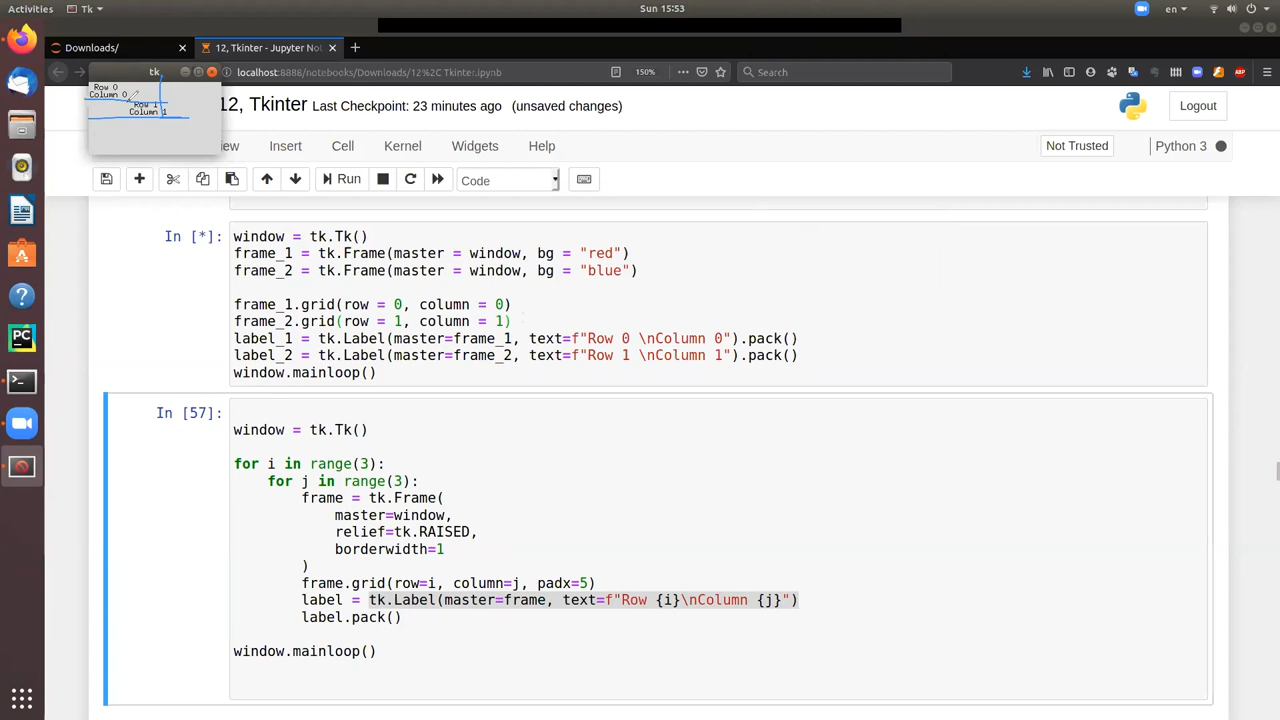 Activities Tk Sun 15:53 en
Downloads/ 12, Tkinter - Jupyter No
tk localhost:8888/notebooks/Downloads/12%2C Tkinter.ipynb 150% Search
Row 0
Column 0
Row 1
Column 1
12, Tkinter Last Checkpoint: 23 minutes ago (unsaved changes) Logout
ew Insert Cell Kernel Widgets Help Not Trusted Python 3
Run Code
In [*]: window = tk.Tk()
frame_1 = tk.Frame(master = window, bg = "red")
frame_2 = tk.Frame(master = window, bg = "blue")
frame_1.grid(row = 0, column = 0)
frame_2.grid(row = 1, column = 1)
label_1 = tk.Label(master=frame_1, text=f"Row 0 \nColumn 0").pack()
label_2 = tk.Label(master=frame_2, text=f"Row 1 \nColumn 1").pack()
window.mainloop()
In [57]:
window = tk.Tk()
for i in range(3):
for j in range(3):
frame = tk.Frame(
master=window,
relief=tk.RAISED,
borderwidth=1
)
frame.grid(row=i, column=j, padx=5)
label = tk.Label(master=frame, text=f"Row {i}\nColumn {j}")
label.pack()
window.mainloop()
PC